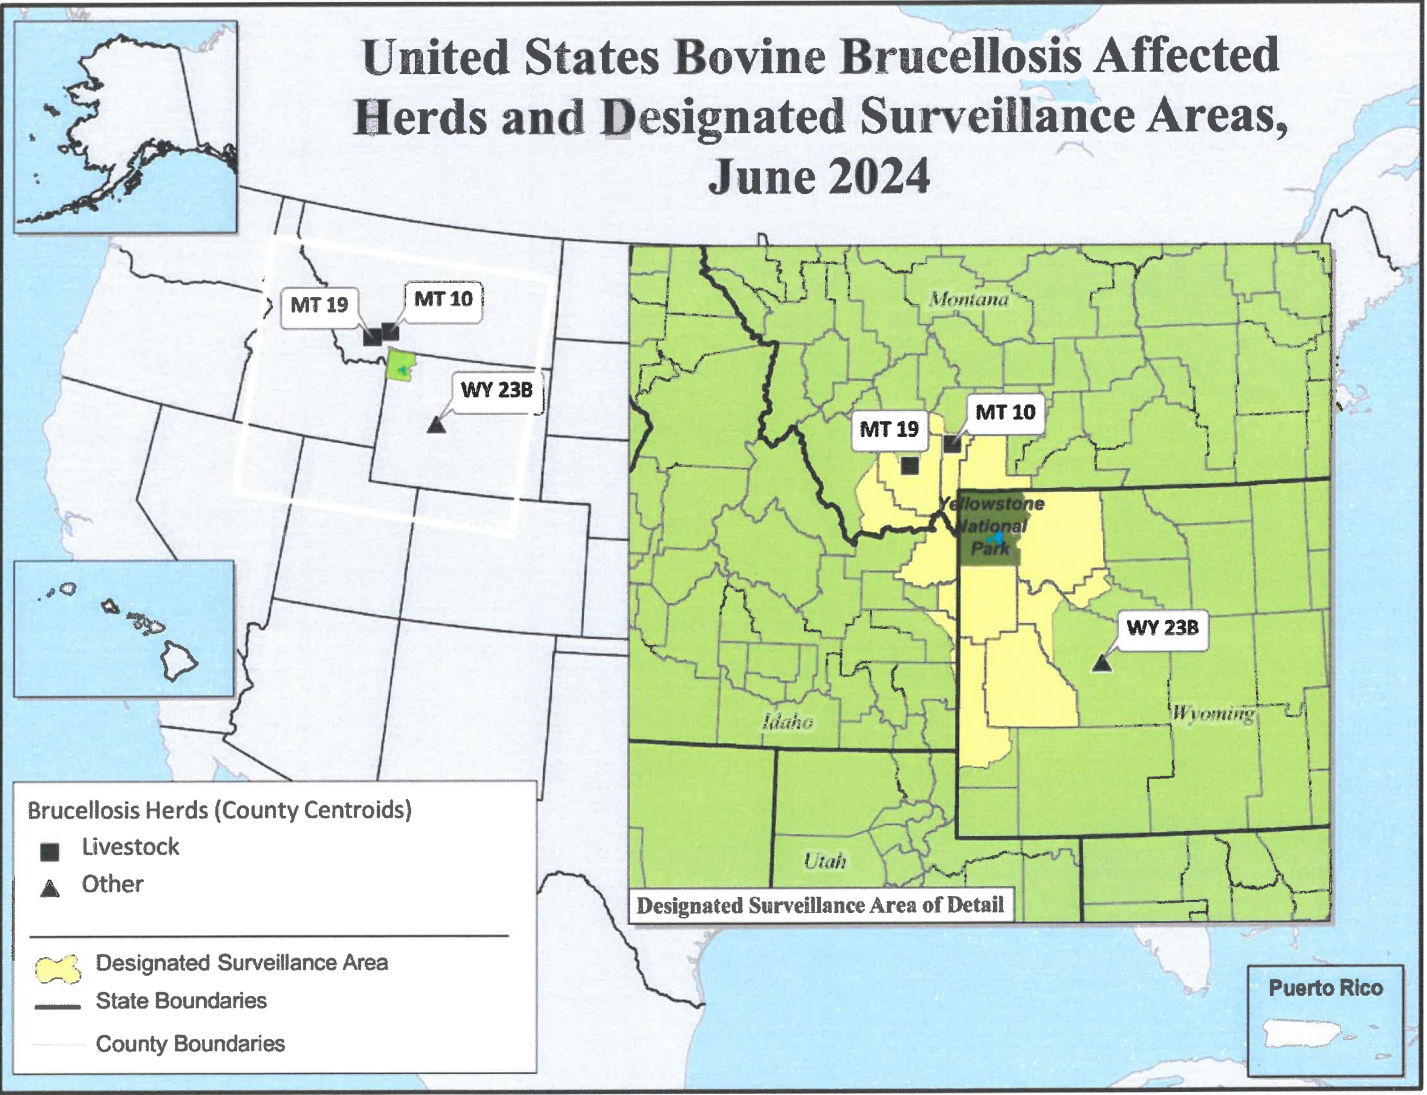 United States Bovine Brucellosis Affected
Herds and Designated Surveillance Areas,
June 2024
MT 19
MT 10
WY 23B
Montana
MT 19
MT 10
Yellowstone
National
Park
WY 23B
Wyoming
Idaho
Utah
Designated Surveillance Area of Detail
Brucellosis Herds (County Centroids)
Livestock
Other
Designated Surveillance Area
State Boundaries
County Boundaries
Puerto Rico